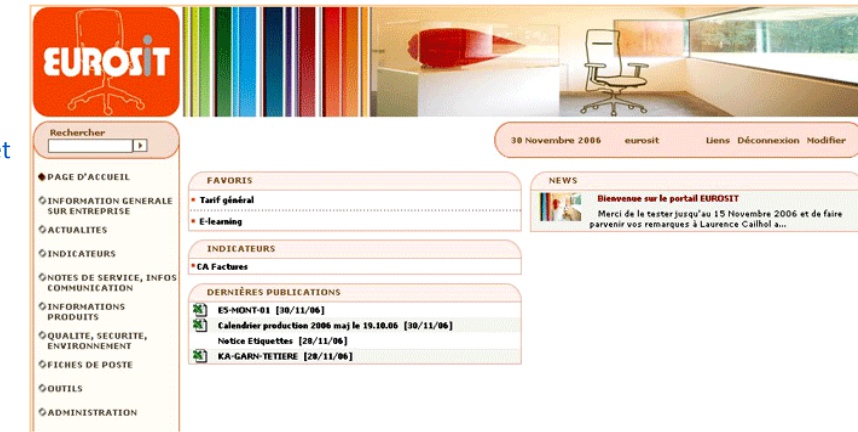 EUROSIT
Rechercher
30 Novembre 2006 eurosit Liens Déconnexion Modifier
et
PAGE D'ACCUEIL
INFORMATION GENERALE
SUR ENTREPRISE
ACTUALITES
INDICATEURS
NOTES DE SERVICE, INFOS
COMMUNICATION
INFORMATIONS
PRODUITS
QUALITE, SECURITE,
ENVIRONNEMENT
FICHES DE POSTE
OUTILS
ADMINISTRATION
FAVORIS
Tarif général
E-learning
INDICATEURS
CA Factures
DERNIÈRES PUBLICATIONS
E5-MONT-01 [30/11/06]
Calendrier production 2006 maj le 19.10.06 [30/11/06]
Notice Etiquettes [28/11/06]
KA-GARN-TETIERE [28/11/06]
NEWS
Bienvenue sur le portail EUROSIT
Merci de le tester jusqu'au 15 Novembre 2006 et de faire
parvenir vos remarques à Laurence Cailhol a...